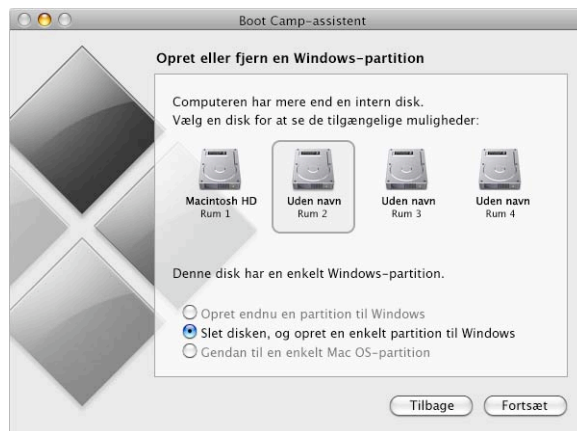 Boot Camp-assistent
Opret eller fjern en Windows-partition
Computeren har mere end en intern disk.
Vælg en disk for at se de tilgængelige muligheder:
Macintosh HD
Rum 1
Uden navn
Rum 2
Uden navn
Rum 3
Uden navn
Rum 4
Denne disk har en enkelt Windows-partition.
Opret endnu en partition til Windows
Slet disken, og opret en enkelt partition til Windows
Gendan til en enkelt Mac OS-partition
Tilbage
Fortsæt